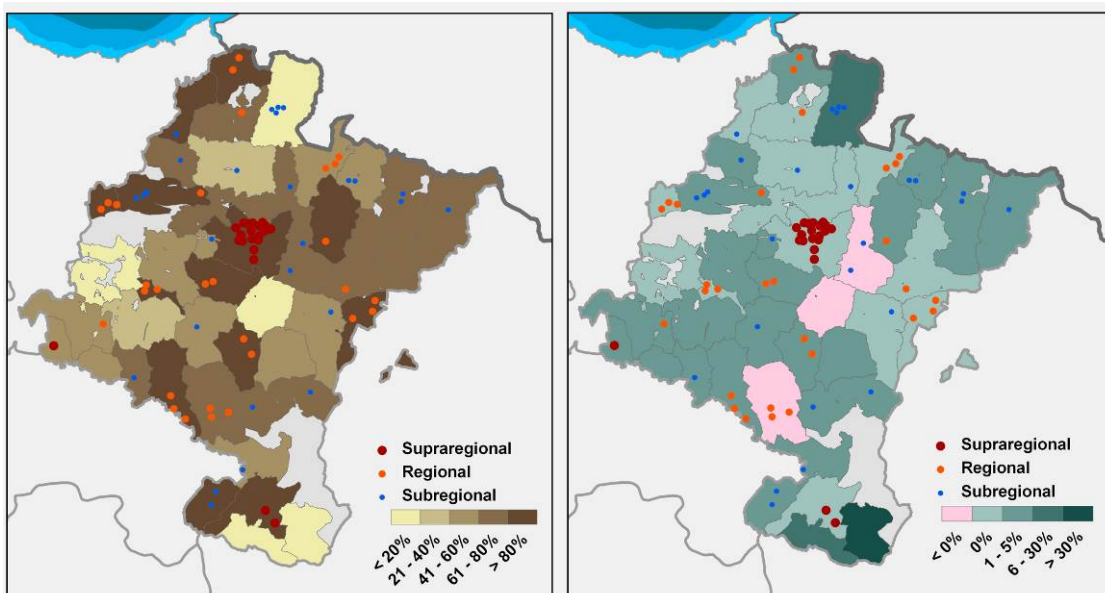 Supraregional
Regional
Subregional
< 20%
21 - 40%
41 - 60%
61 - 80%
> 80%
Supraregional
Regional
Subregional
< 0%
0%
1 - 5%
6 - 30%
> 30%